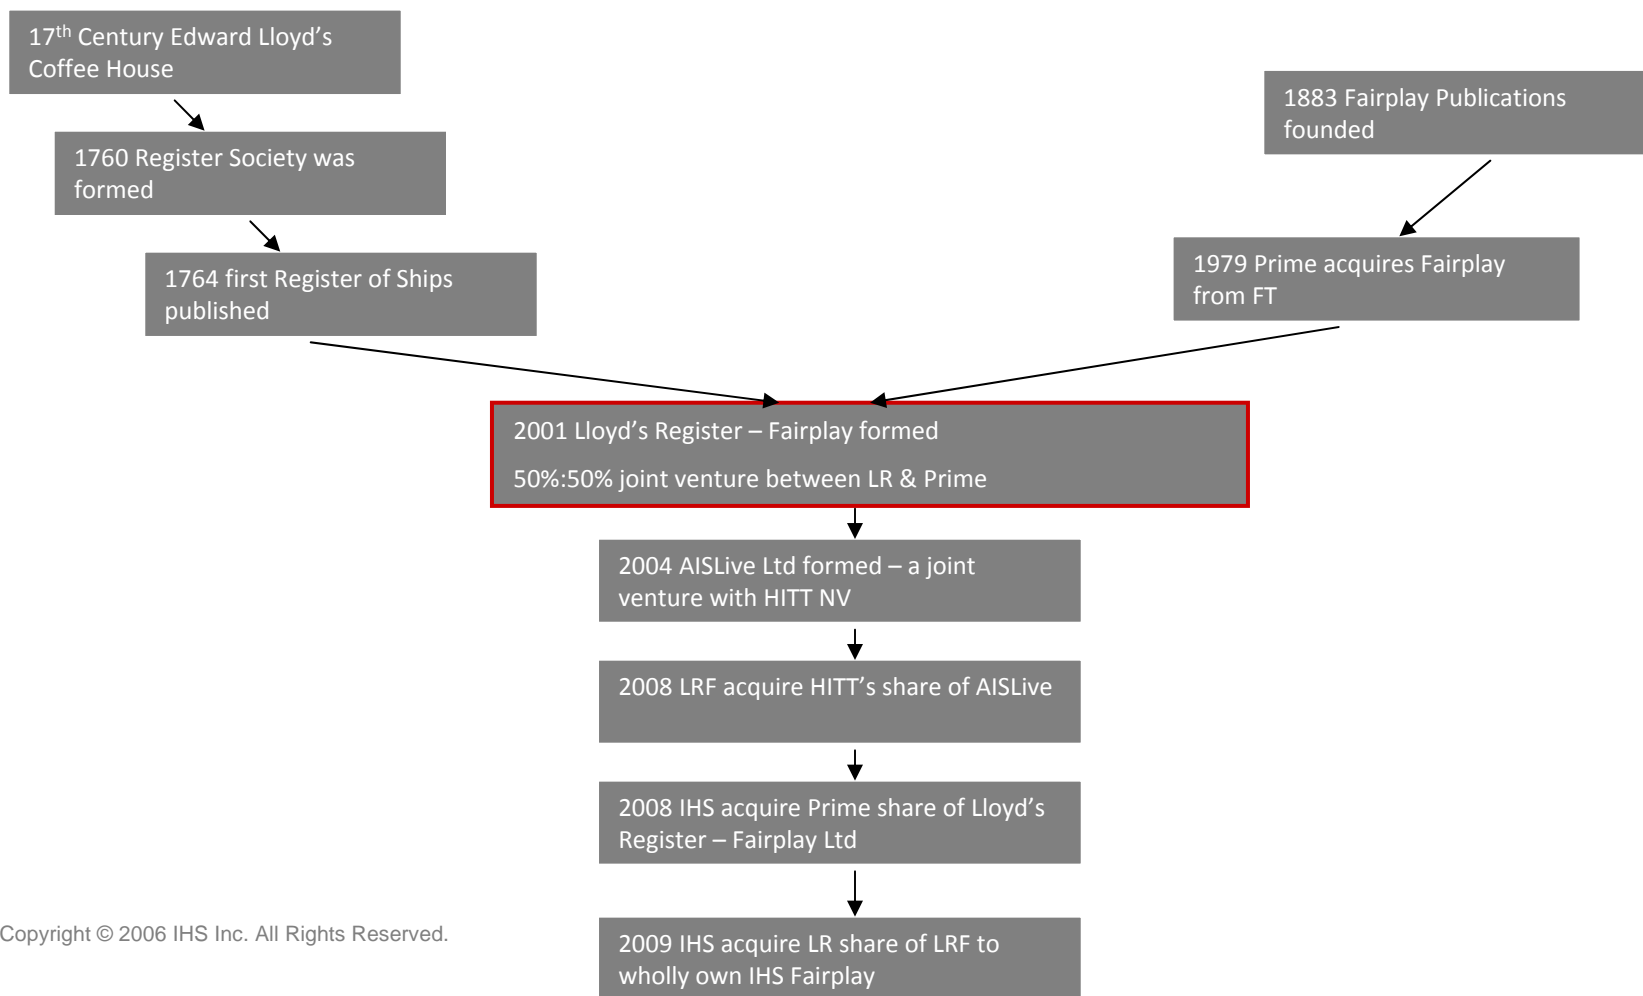 17th Century Edward Lloyd’s
Coffee House
1760 Register Society was
formed
1764 first Register of Ships
published
1883 Fairplay Publications
founded
1979 Prime acquires Fairplay
from FT
2001 Lloyd’s Register – Fairplay formed
50%:50% joint venture between LR & Prime
2004 AISLive Ltd formed – a joint
venture with HITT NV
2008 LRF acquire HITT’s share of AISLive
2008 IHS acquire Prime share of Lloyd’s
Register – Fairplay Ltd
2009 IHS acquire LR share of LRF to
wholly own IHS Fairplay
Copyright © 2006 IHS Inc. All Rights Reserved.